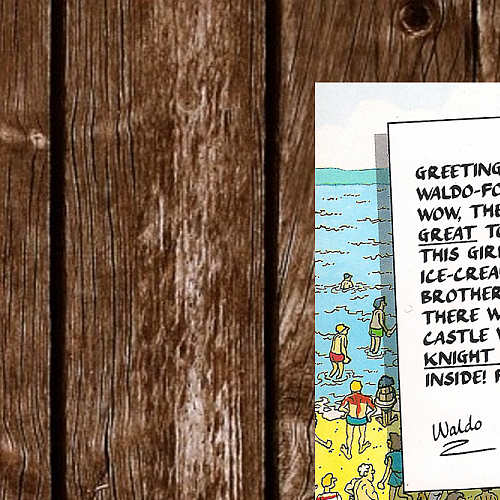 GREETING
WALDO-FO
WOW, THE
GREAT TO
THIS GIRL
ICE-CREA
BROTHER
THERE W
CASTLE W
KNIGHT
INSIDE! F
Waldo